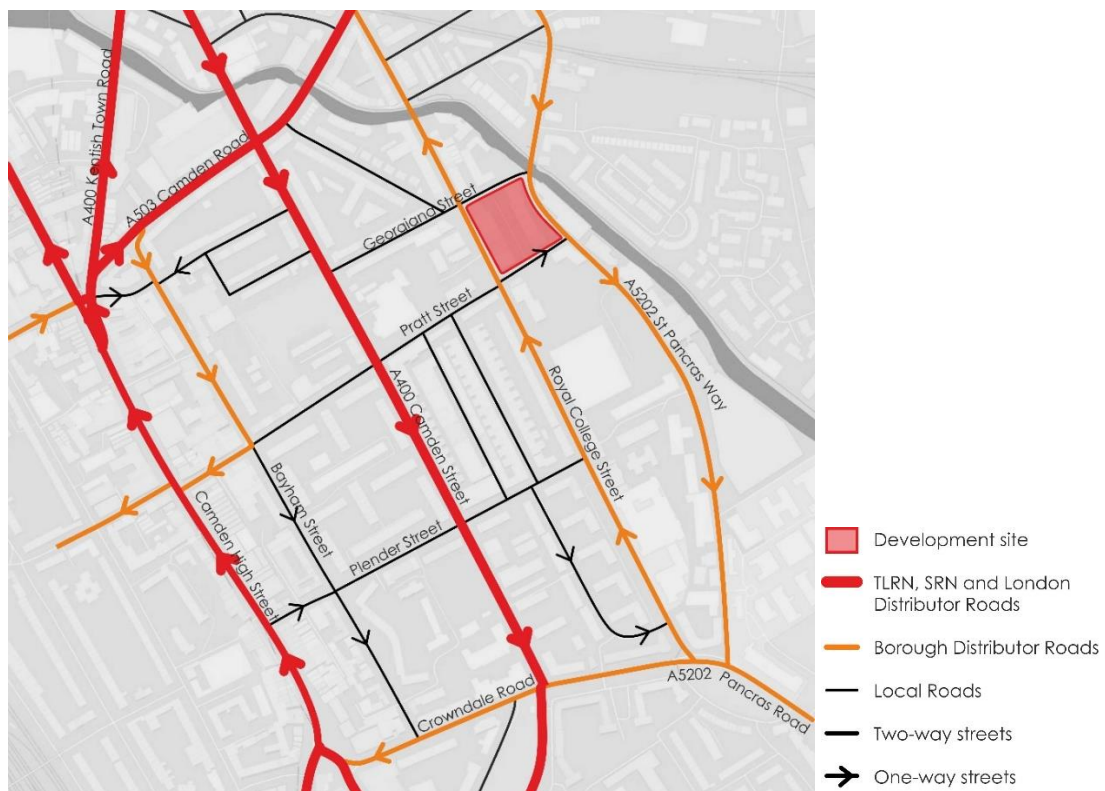 A400 Kentish Town Road
A503 Camden Road
Georgiana Street
Pratt Street
A5202 St Pancras Way
A400 Camden Street
Royal College Street
Bayham Street
Plender Street
Camden High Street
Crowndale Road
A5202
Pancras Road
Development site
TLRN, SRN and London
Distributor Roads
Borough Distributor Roads
Local Roads
Two-way streets
One-way streets